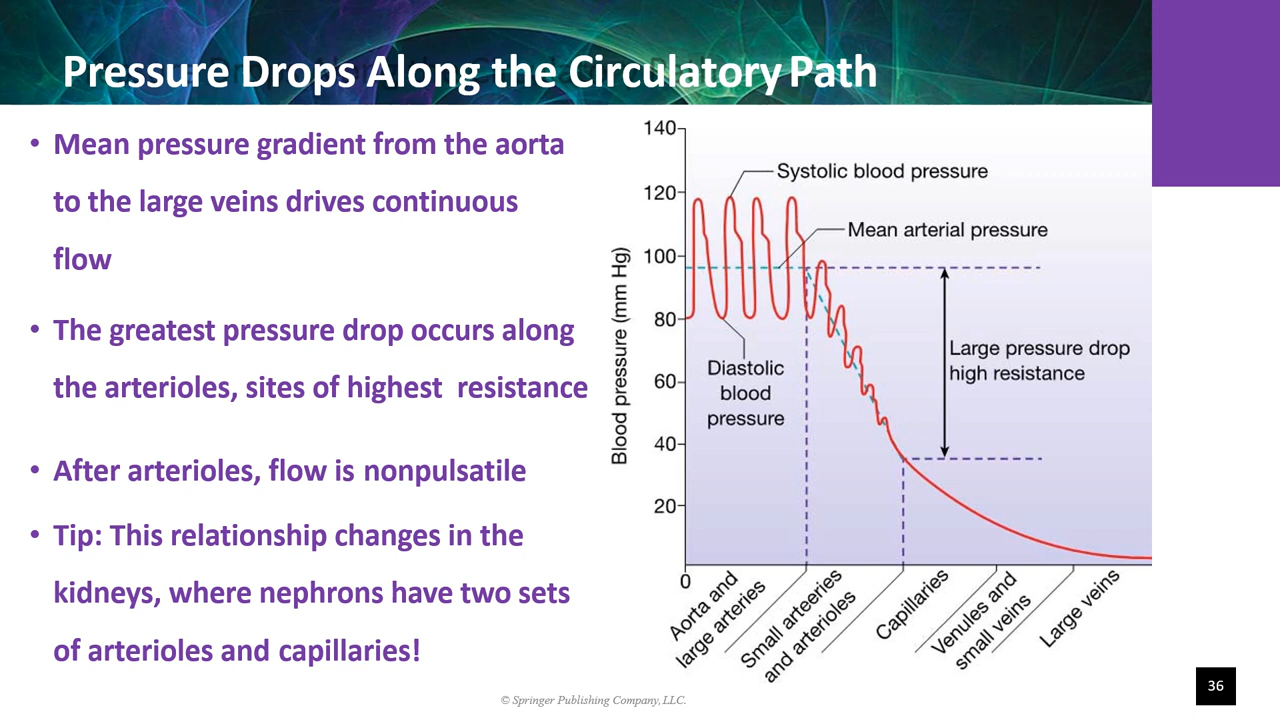 Pressure Drops Along the Circulatory Path
• Mean pressure gradient from the aorta
to the large veins drives continuous
flow
• The greatest pressure drop occurs along
the arterioles, sites of highest resistance
• After arterioles, flow is nonpulsatile
• Tip: This relationship changes in the
kidneys, where nephrons have two sets
of arterioles and capillaries!
Blood pressure (mm Hg)
140
120
100
80
60
40
20
0
Systolic blood pressure
Mean arterial pressure
Diastolic
blood
pressure
Large pressure drop
high resistance
Aorta and
large arteries
Small arteeries
and arterioles
Capillaries
Venules and
small veins
Large veins
© Springer Publishing Company, LLC.
36